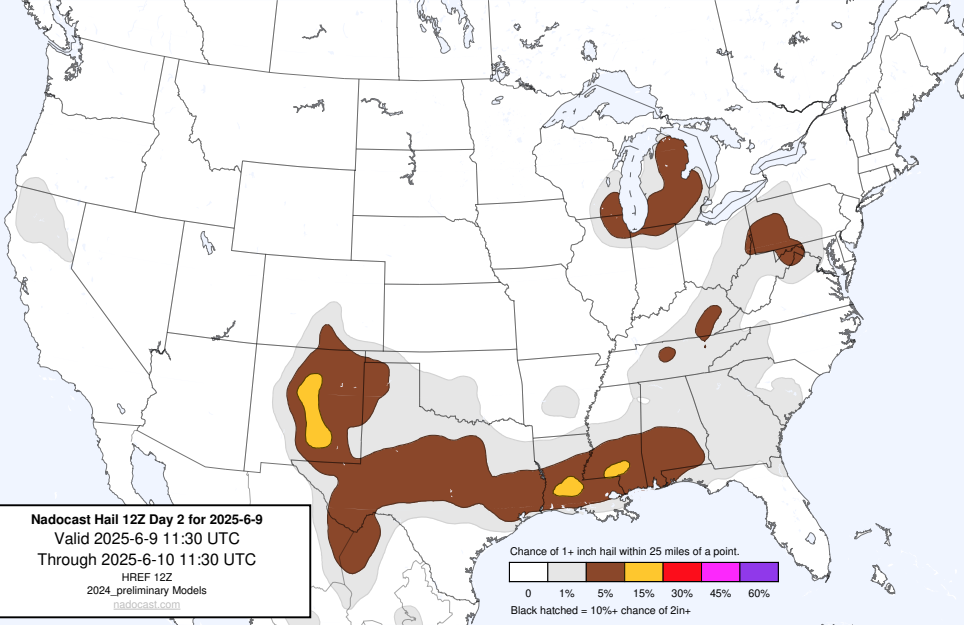 Nadocast Hail 12Z Day 2 for 2025-6-9
Valid 2025-6-9 11:30 UTC
Through 2025-6-10 11:30 UTC
HREF 12Z
2024_preliminary Models
nadocast.com
Chance of 1+ inch hail within 25 miles of a point.
0 1% 5% 15% 30% 45% 60%
Black hatched = 10%+ chance of 2in+